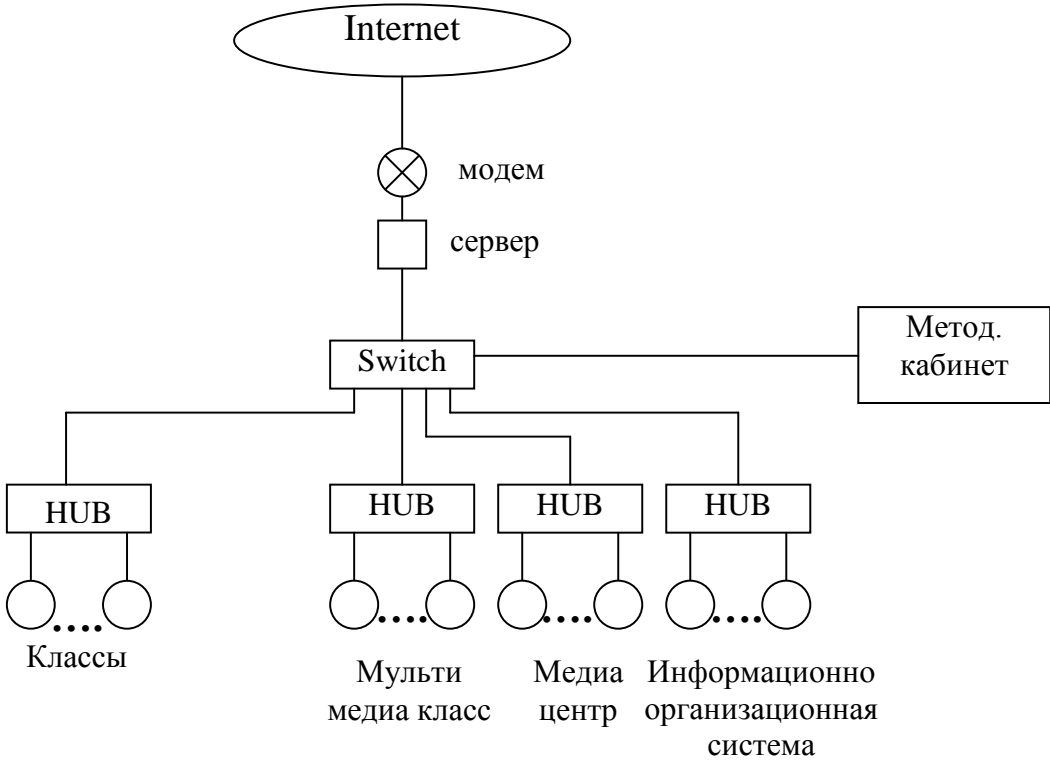 Internet
модем
сервер
Switch
Метод.
кабинет
HUB
HUB
HUB
HUB
Классы
Мульти
медиа класс
Медиа
центр
Информационно
организационная
система